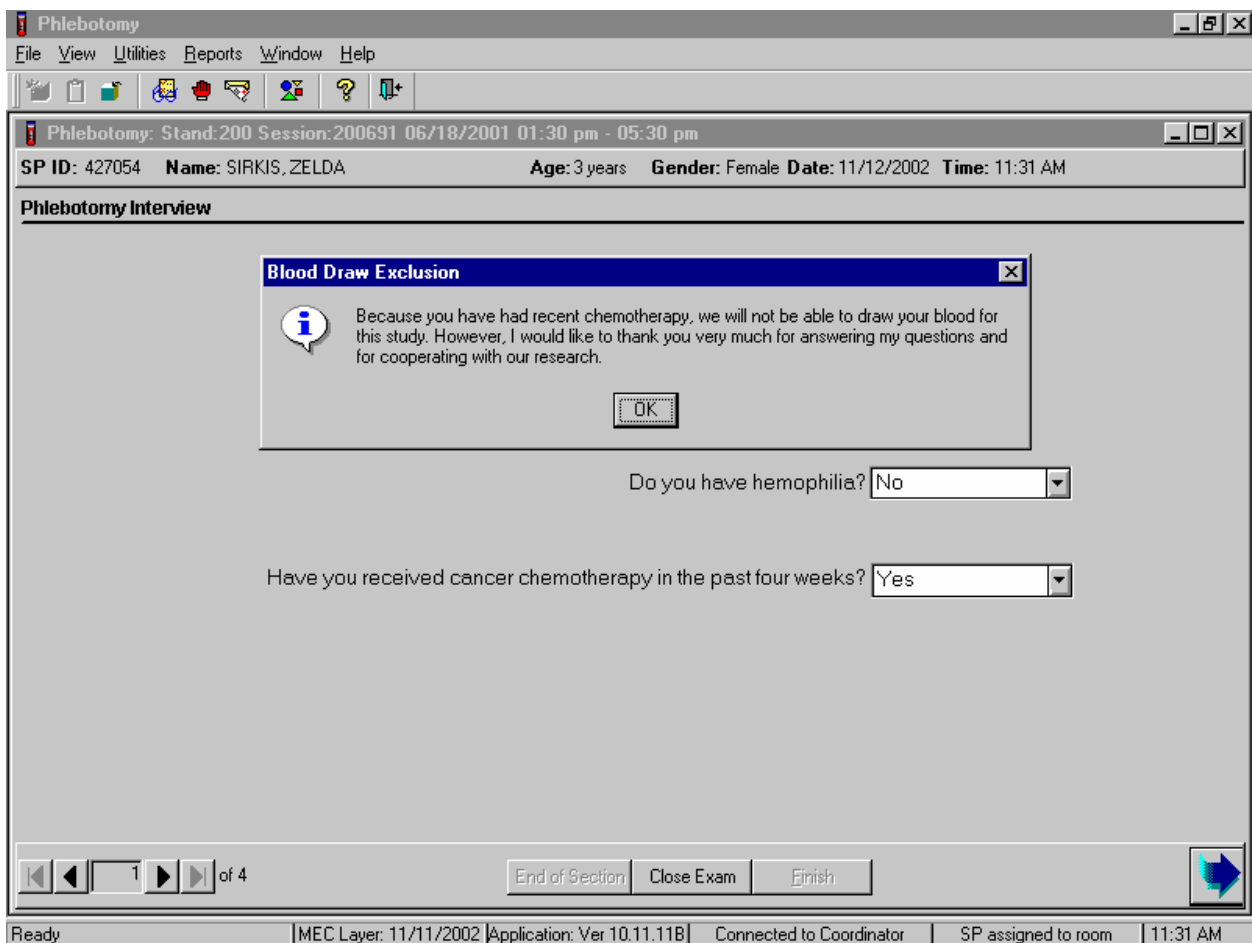 Phlebotomy
File View Utilities Reports Window Help
Phlebotomy: Stand:200 Session:200691 06/18/2001 01:30 pm - 05:30 pm
SP ID: 427054 Name: SIRKIS, ZELDA Age: 3 years Gender: Female Date: 11/12/2002 Time: 11:31 AM
Phlebotomy Interview
Blood Draw Exclusion
Because you have had recent chemotherapy, we will not be able to draw your blood for
this study. However, I would like to thank you very much for answering my questions and
for cooperating with our research.
OK
Do you have hemophilia? No
Have you received cancer chemotherapy in the past four weeks? Yes
1 of 4 End of Section Close Exam Finish
Ready MEC Layer: 11/11/2002 Application: Ver 10.11.11B Connected to Coordinator SP assigned to room 11:31 AM